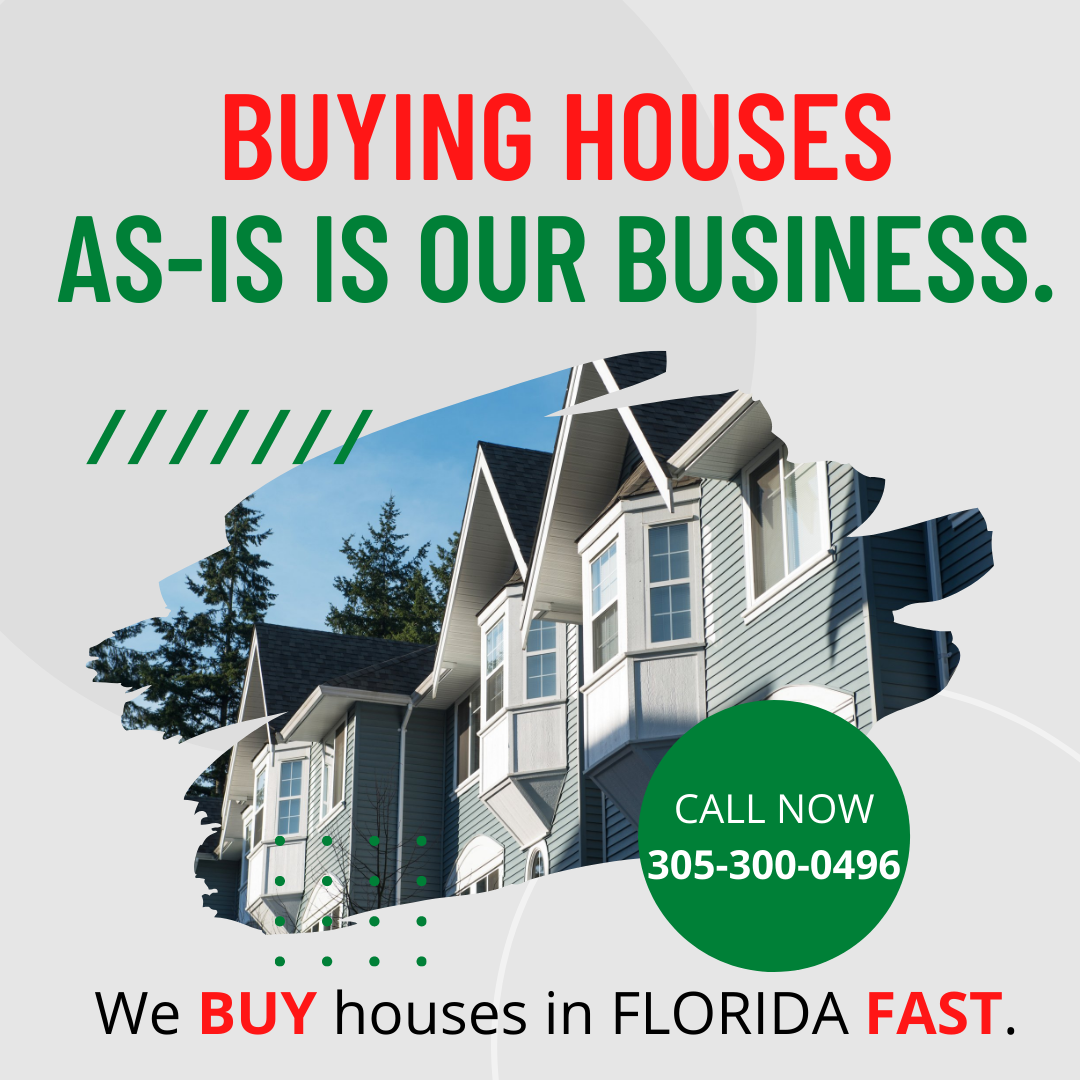 BUYING HOUSES
AS-IS IS OUR BUSINESS.
CALL NOW
305-300-0496
We BUY houses in FLORIDA FAST.